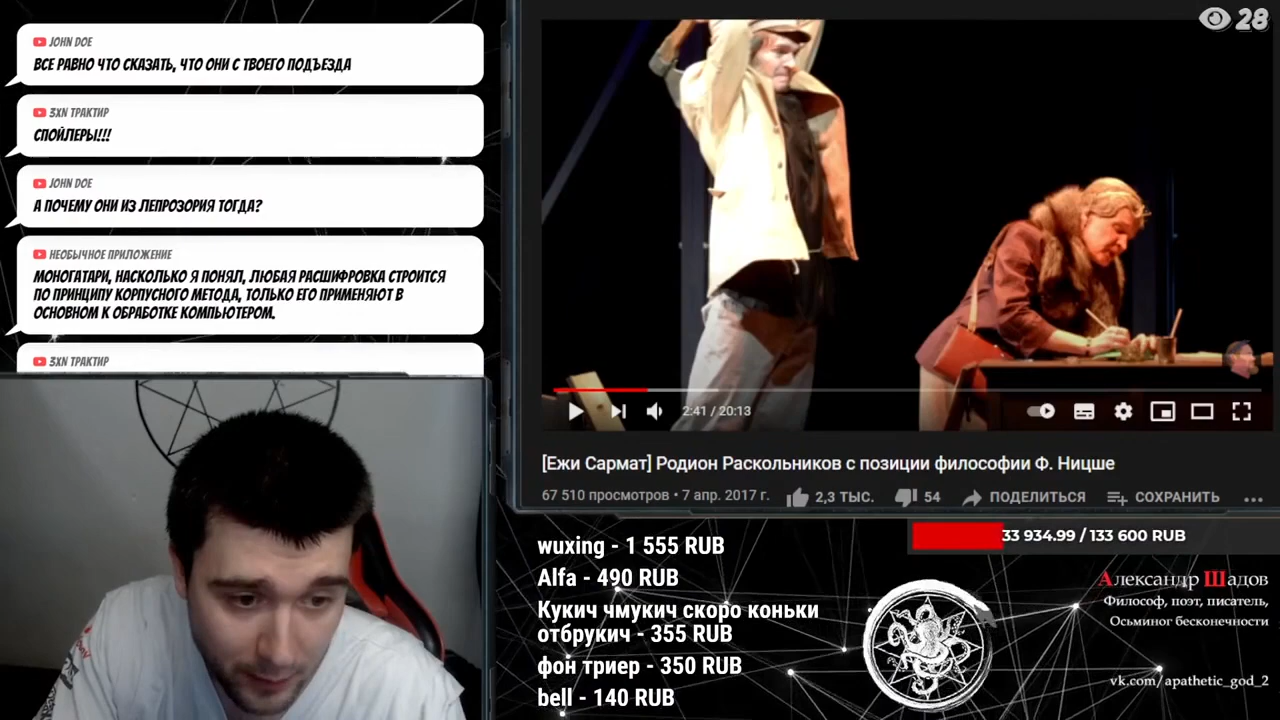 JOHN DOE
ВСЕ РАВНО ЧТО СКАЗАТЬ, ЧТО ОНИ С ТВОЕГО ПОДЪЕЗДА
3XN ТРАКТИР
СПОЙЛЕРЫ!!!
JOHN DOE
А ПОЧЕМУ ОНИ ИЗ ЛЕПРОЗОРИЯ ТОГДА?
НЕОБЫЧНОЕ ПРИЛОЖЕНИЕ
МОНОГАТАРИ, НАСКОЛЬКО Я ПОНЯЛ, ЛЮБАЯ РАСШИФРОВКА СТРОИТСЯ
ПО ПРИНЦИПУ КОРПУСНОГО МЕТОДА, ТОЛЬКО ЕГО ПРИМЕНЯЮТ В
ОСНОВНОМ К ОБРАБОТКЕ КОМПЬЮТЕРОМ.
3XN ТРАКТИР
28
2:41 / 20:13
[Ежи Сармат] Родион Раскольников с позиции философии Ф. Ницше
67 510 просмотров • 7 апр. 2017 г.
2,3 ТЫС.
54
ПОДЕЛИТЬСЯ
СОХРАНИТЬ
33 934.99 / 133 600 RUB
wuxing - 1 555 RUB
Alfa - 490 RUB
Кукич чмукич скоро коньки
отбрукич - 355 RUB
фон триер - 350 RUB
bell - 140 RUB
Александр Шадов
Философ, поэт, писатель,
Осьминог бесконечности
vk.com/apathetic_god_2